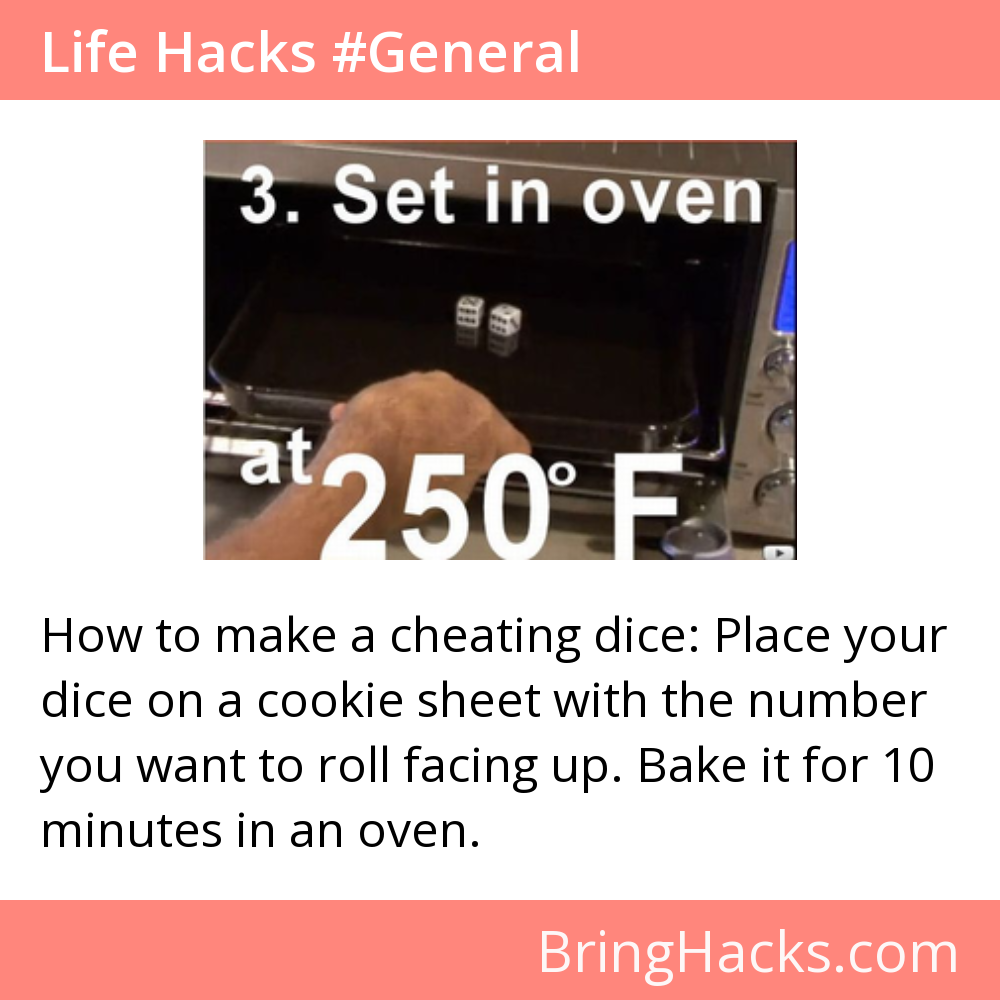 Life Hacks #General
3. Set in oven
at 250° F
How to make a cheating dice: Place your
dice on a cookie sheet with the number
you want to roll facing up. Bake it for 10
minutes in an oven.
BringHacks.com